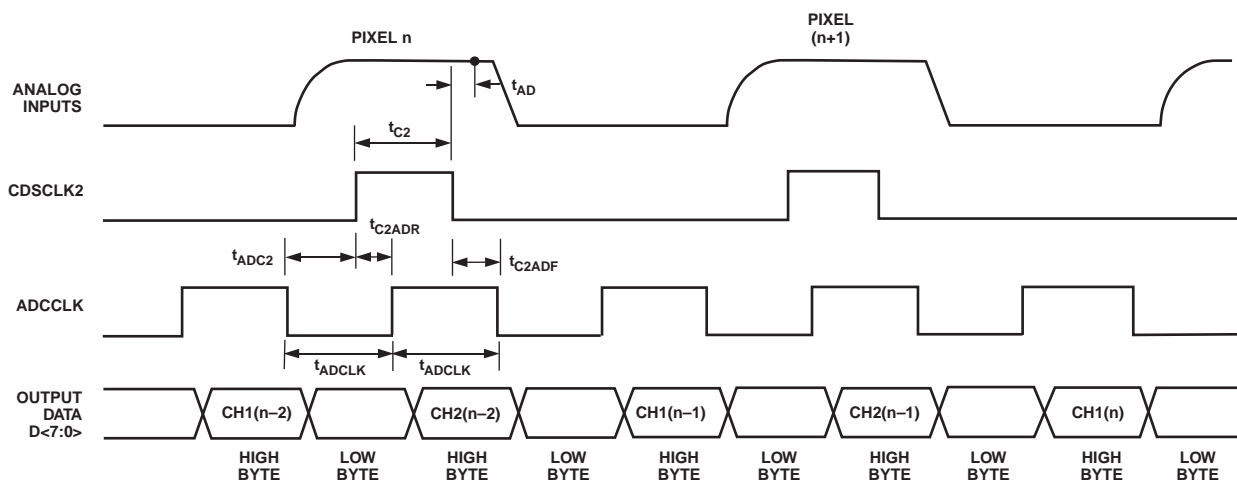 PIXEL n
PIXEL
(n+1)
ANALOG
INPUTS
tAD
tC2
CDSCLK2
tC2ADR
tADC2
tC2ADF
ADCCLK
tADCLK
tADCLK
OUTPUT
DATA
D<7:0>
CH1(n–2)
CH2(n–2)
CH1(n–1)
CH2(n–1)
CH1(n)
HIGH
BYTE
LOW
BYTE
HIGH
BYTE
LOW
BYTE
HIGH
BYTE
LOW
BYTE
HIGH
BYTE
LOW
BYTE
HIGH
BYTE
LOW
BYTE